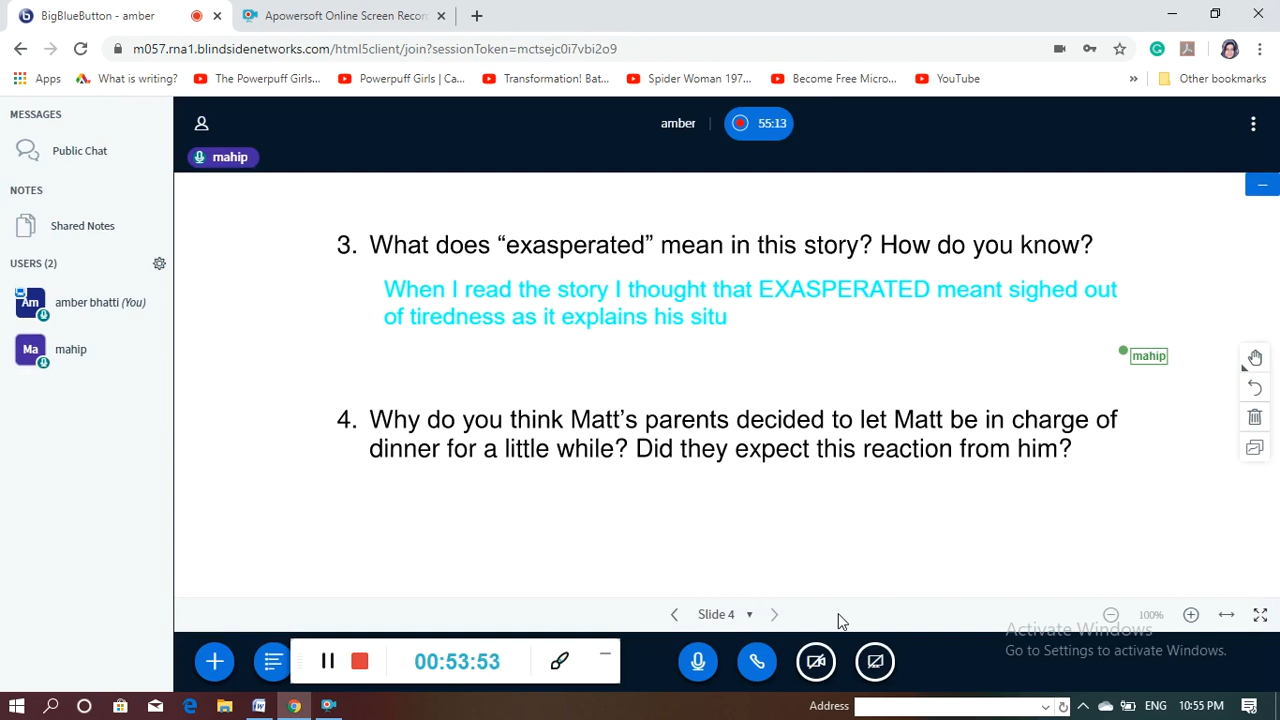 BigBlueButton - amber
Apowersoft Online Screen Recor
m057.rna1.blindsidenetworks.com/html5client/join?sessionToken=mctsejc0i7vbi2o9
Apps
What is writing?
The Powerpuff Girls...
Powerpuff Girls | Ca...
Transformation! Bat...
Spider Woman 197...
Become Free Micro...
YouTube
»
Other bookmarks
MESSAGES
Public Chat
NOTES
Shared Notes
USERS (2)
Am
amber bhatti (You)
Ma
mahip
amber
55:13
mahip
3. What does “exasperated” mean in this story? How do you know?
When I read the story I thought that EXASPERATED meant sighed out
of tiredness as it explains his situ
mahip
4. Why do you think Matt’s parents decided to let Matt be in charge of
dinner for a little while? Did they expect this reaction from him?
Slide 4
100%
Activate Windows
Go to Settings to activate Windows.
00:53:53
Address
ENG
10:55 PM